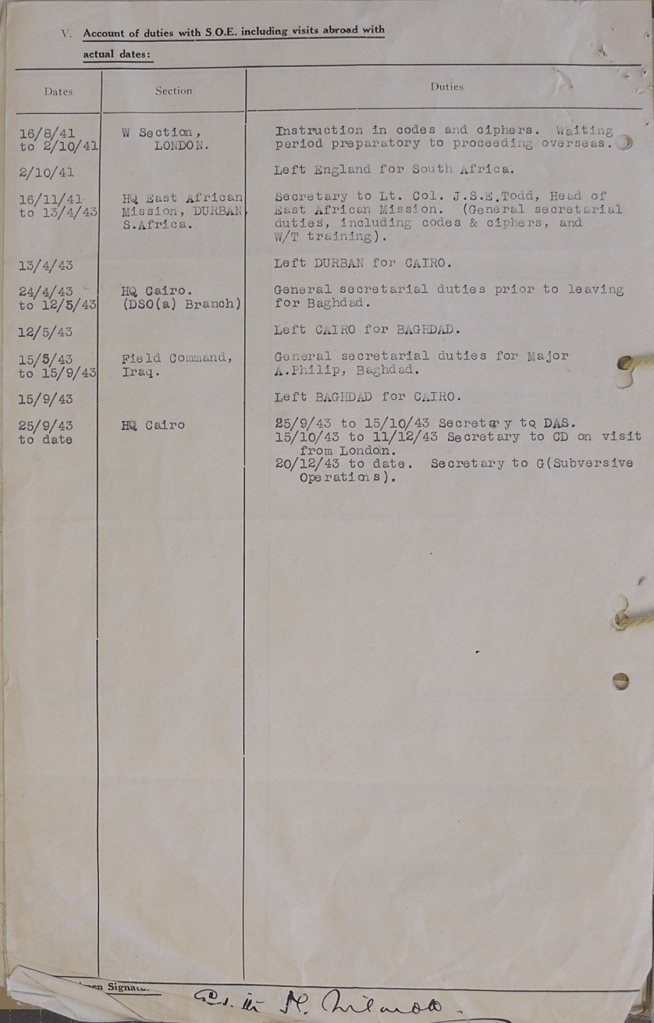 V. Account of duties with S.O.E. including visits abroad with
actual dates:
Dates Section Duties
16/8/41 W Section, Instruction in codes and ciphers. Waiting
to 2/10/41 LONDON. period preparatory to proceeding overseas.
2/10/41 Left England for South Africa.
16/11/41 HQ East African Secretary to Lt. Col. J.S.E.Todd, Head of
to 13/4/43 Mission, DURBAN East African Mission. (General secretarial
S.Africa. duties, including codes & ciphers, and
W/T training).
13/4/43 Left DURBAN for CAIRO.
24/4/43 HQ Cairo. General secretarial duties prior to leaving
to 12/5/43 (DSO(a) Branch) for Baghdad.
12/5/43 Left CAIRO for BAGHDAD.
15/5/43 Field Command, General secretarial duties for Major
to 15/9/43 Iraq. A.Philip, Baghdad.
15/9/43 Left BAGHDAD for CAIRO.
25/9/43 HQ Cairo 25/9/43 to 15/10/43 Secretary to DAS.
to date 15/10/43 to 11/12/43 Secretary to CD on visit
from London.
20/12/43 to date. Secretary to G(Subversive
Operations).